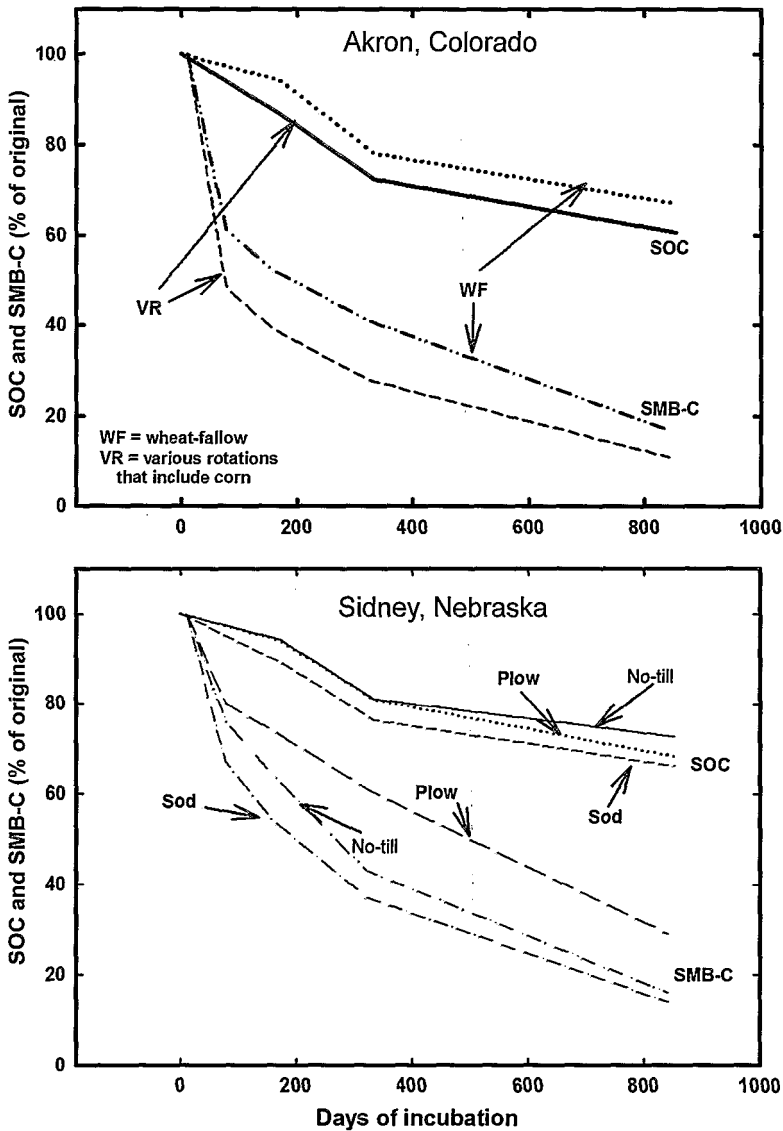 Akron, Colorado
SOC and SMB-C (% of original)
100
80
60
40
20
0
VR
WF
SOC
SMB-C
WF = wheat-fallow
VR = various rotations
that include corn
0 200 400 600 800 1000
Sidney, Nebraska
SOC and SMB-C (% of original)
100
80
60
40
20
0
Plow
No-till
SOC
Sod
Plow
Sod
No-till
SMB-C
0 200 400 600 800 1000
Days of incubation